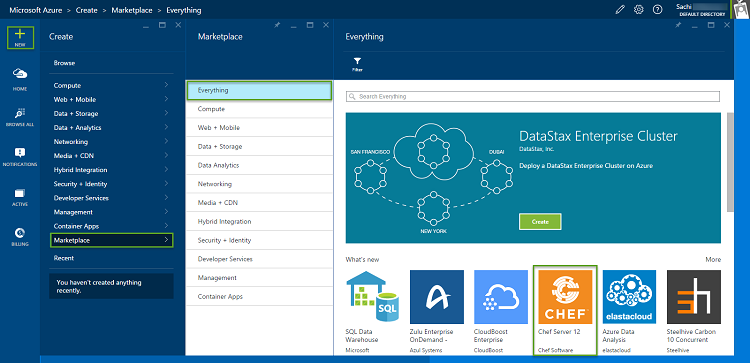 Microsoft Azure > Create > Marketplace > Everything
Sachi
DEFAULT DIRECTORY
NEW
HOME
BROWSE ALL
NOTIFICATIONS
ACTIVE
BILLING
Create
Browse
Compute
Web + Mobile
Data + Storage
Data + Analytics
Networking
Media + CDN
Hybrid Integration
Security + Identity
Developer Services
Management
Container Apps
Marketplace
Recent
You haven't created anything
recently.
Marketplace
Everything
Compute
Web + Mobile
Data + Storage
Data Analytics
Networking
Media + CDN
Hybrid Integration
Security + Identity
Developer Services
Management
Container Apps
Everything
Filter
Search Everything
SAN FRANCISCO
DUBAI
NEW YORK
DataStax Enterprise Cluster
DataStax, Inc.
Deploy a DataStax Enterprise Cluster on Azure
Create
What's new
More
SQL
SQL Data
Warehouse
Microsoft
Zulu Enterprise
OnDemand -
Azul Systems
CloudBoost
Enterprise
CloudBoost
CHEF
Chef Server 12
Chef Software
elastacloud
Azure Data
Analysis
elastacloud
Steelhive Carbon
10 Concurrent
Steelhive